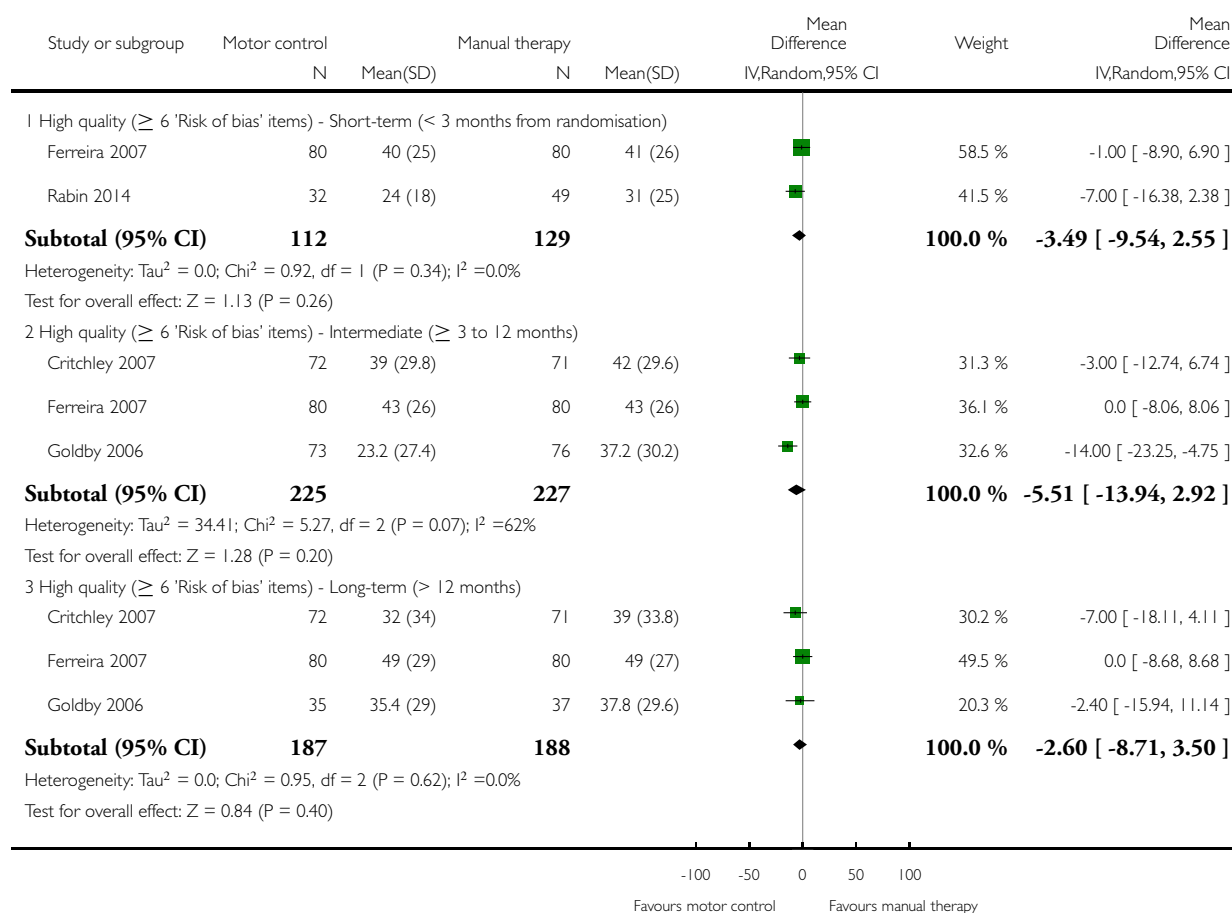 Study or subgroup Motor control Manual therapy Mean Difference Weight Mean Difference
N Mean(SD) N Mean(SD) IV,Random,95% CI IV,Random,95% CI
1 High quality (≥ 6 'Risk of bias' items) - Short-term (< 3 months from randomisation)
Ferreira 2007 80 40 (25) 80 41 (26) 58.5 % -1.00 [ -8.90, 6.90 ]
Rabin 2014 32 24 (18) 49 31 (25) 41.5 % -7.00 [ -16.38, 2.38 ]
Subtotal (95% CI) 112 129 100.0 % -3.49 [ -9.54, 2.55 ]
Heterogeneity: Tau² = 0.0; Chi² = 0.92, df = 1 (P = 0.34); I² =0.0%
Test for overall effect: Z = 1.13 (P = 0.26)
2 High quality (≥ 6 'Risk of bias' items) - Intermediate (≥ 3 to 12 months)
Critchley 2007 72 39 (29.8) 71 42 (29.6) 31.3 % -3.00 [ -12.74, 6.74 ]
Ferreira 2007 80 43 (26) 80 43 (26) 36.1 % 0.0 [ -8.06, 8.06 ]
Goldby 2006 73 23.2 (27.4) 76 37.2 (30.2) 32.6 % -14.00 [ -23.25, -4.75 ]
Subtotal (95% CI) 225 227 100.0 % -5.51 [ -13.94, 2.92 ]
Heterogeneity: Tau² = 34.41; Chi² = 5.27, df = 2 (P = 0.07); I² =62%
Test for overall effect: Z = 1.28 (P = 0.20)
3 High quality (≥ 6 'Risk of bias' items) - Long-term (> 12 months)
Critchley 2007 72 32 (34) 71 39 (33.8) 30.2 % -7.00 [ -18.11, 4.11 ]
Ferreira 2007 80 49 (29) 80 49 (27) 49.5 % 0.0 [ -8.68, 8.68 ]
Goldby 2006 35 35.4 (29) 37 37.8 (29.6) 20.3 % -2.40 [ -15.94, 11.14 ]
Subtotal (95% CI) 187 188 100.0 % -2.60 [ -8.71, 3.50 ]
Heterogeneity: Tau² = 0.0; Chi² = 0.95, df = 2 (P = 0.62); I² =0.0%
Test for overall effect: Z = 0.84 (P = 0.40)
-100 -50 0 50 100
Favours motor control Favours manual therapy